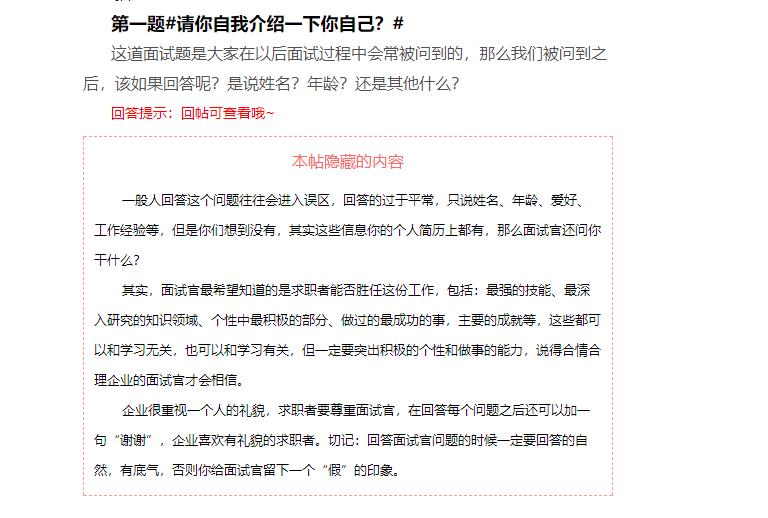 第一题#请你自我介绍一下你自己？#
这道面试题是大家在以后面试过程中会常被问到的，那么我们被问到之
后，该如果回答呢？是说姓名？年龄？还是其他什么？
回答提示：回帖可查看哦~
本帖隐藏的内容
一般人回答这个问题往往会进入误区，回答的过于平常，只说姓名、年龄、爱好、
工作经验等，但是你们想到没有，其实这些信息你的个人简历上都有，那么面试官还问你
干什么？
其实，面试官最希望知道的是求职者能否胜任这份工作，包括：最强的技能、最深
入研究的知识领域、个性中最积极的部分、做过的最成功的事，主要的成就等，这些都可
以和学习无关，也可以和学习有关，但一定要突出积极的个性和做事的能力，说得合情合
理企业的面试官才会相信。
企业很重视一个人的礼貌，求职者要尊重面试官，在回答每个问题之后还可以加一
句“谢谢”，企业喜欢有礼貌的求职者。切记：回答面试官问题的时候一定要回答的自
然，有底气，否则你给面试官留下一个“假”的印象。